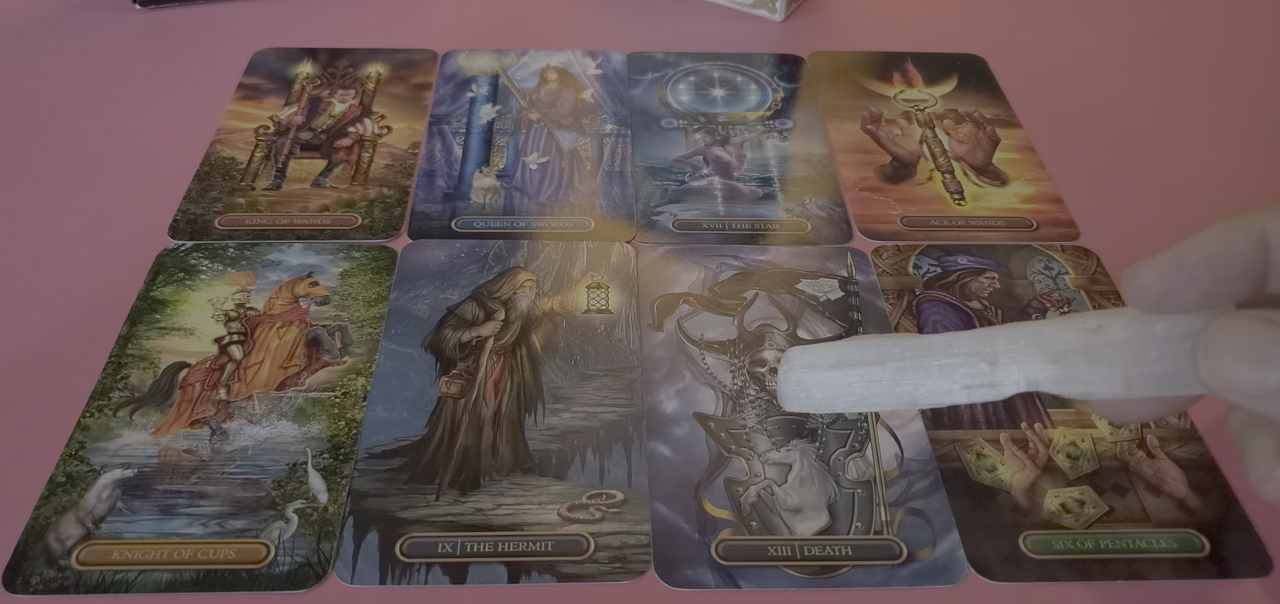 KING OF WANDS
QUEEN OF SWORDS
XVII | THE STAR
ACE OF WANDS
KNIGHT OF CUPS
IX | THE HERMIT
XIII | DEATH
SIX OF PENTACLES